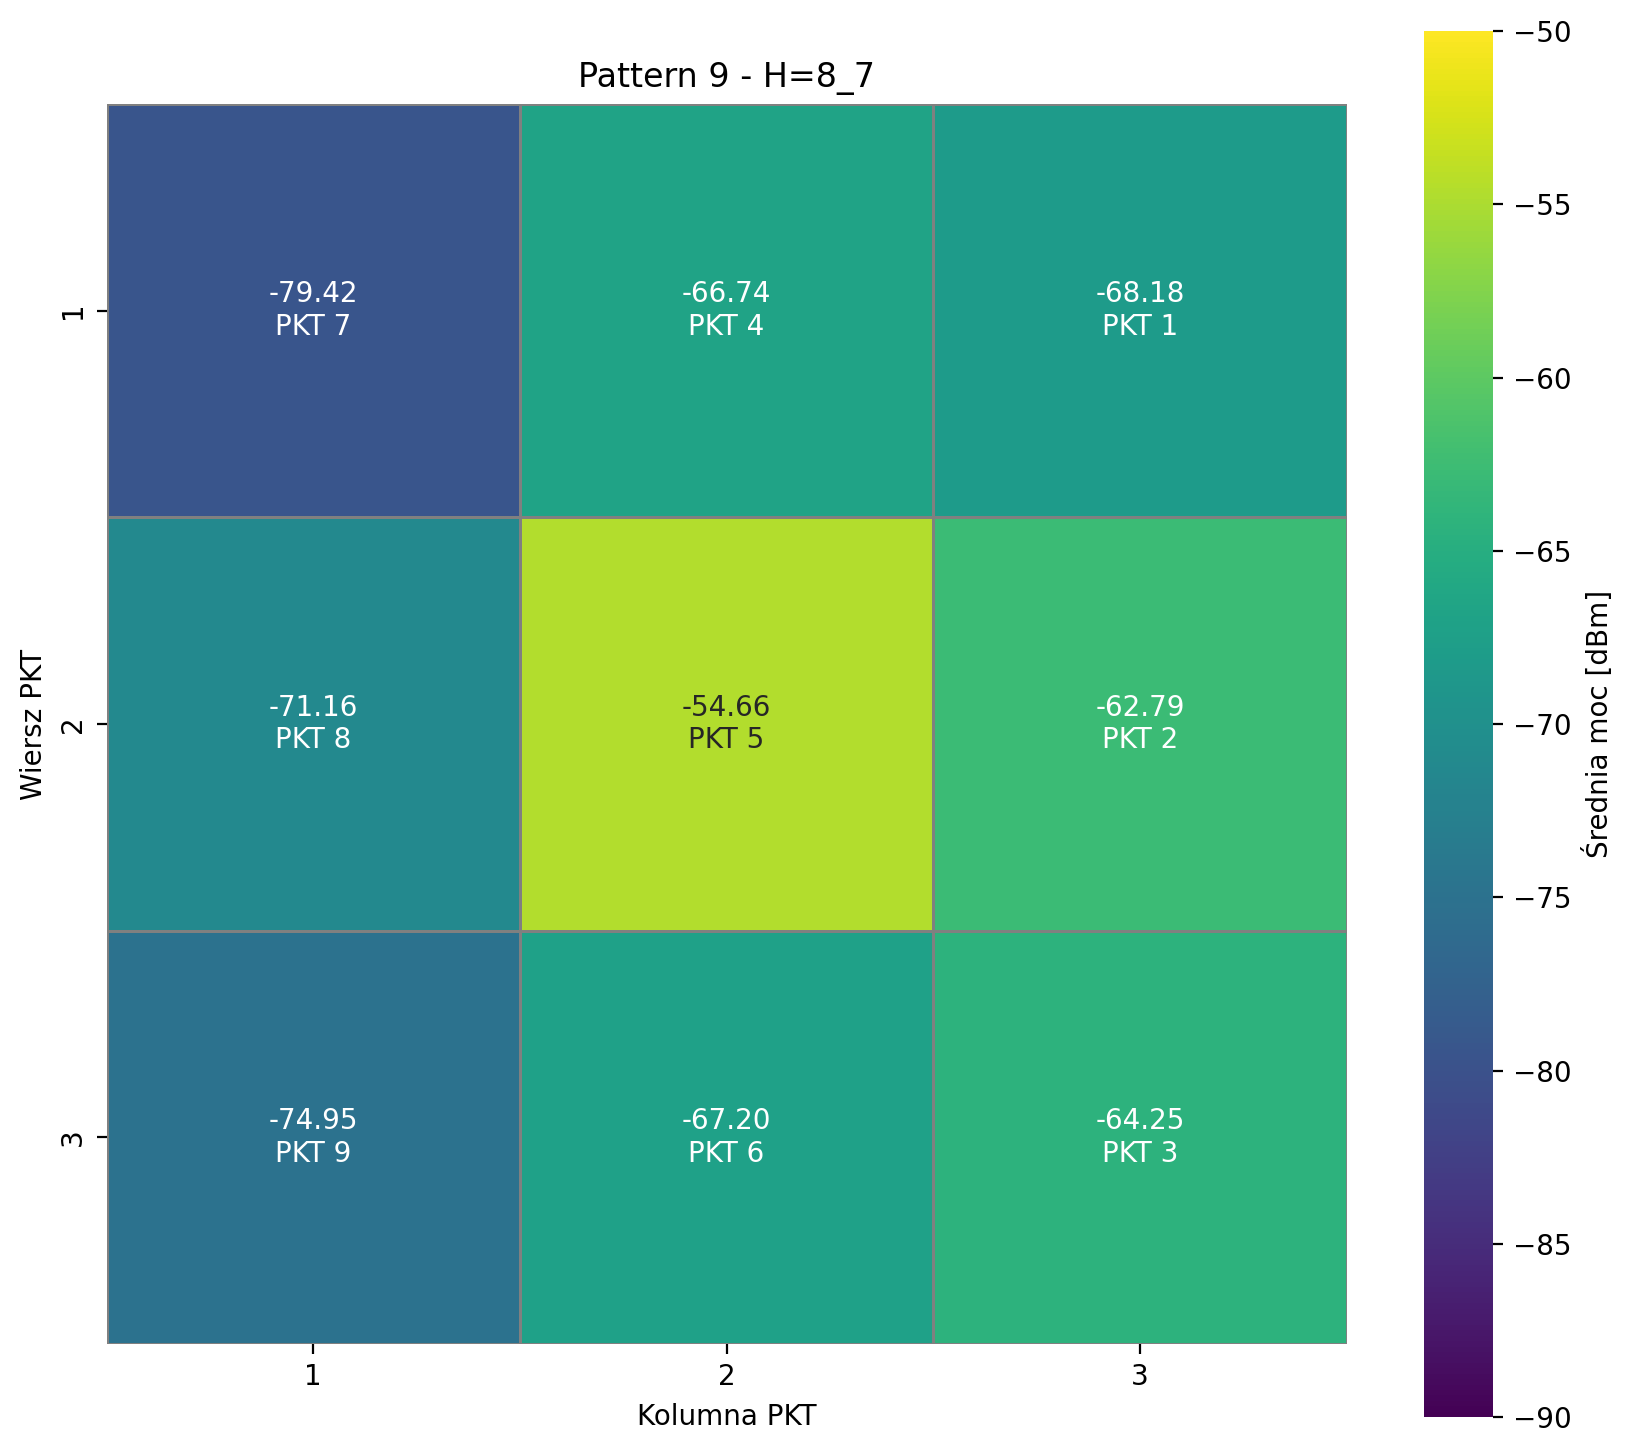 Pattern 9 - H=8_7
-79.42
PKT 7
-66.74
PKT 4
-68.18
PKT 1
-71.16
PKT 8
-54.66
PKT 5
-62.79
PKT 2
-74.95
PKT 9
-67.20
PKT 6
-64.25
PKT 3
1
2
3
Wiersz PKT
1
2
3
Kolumna PKT
−50
−55
−60
−65
−70
−75
−80
−85
−90
Średnia moc [dBm]